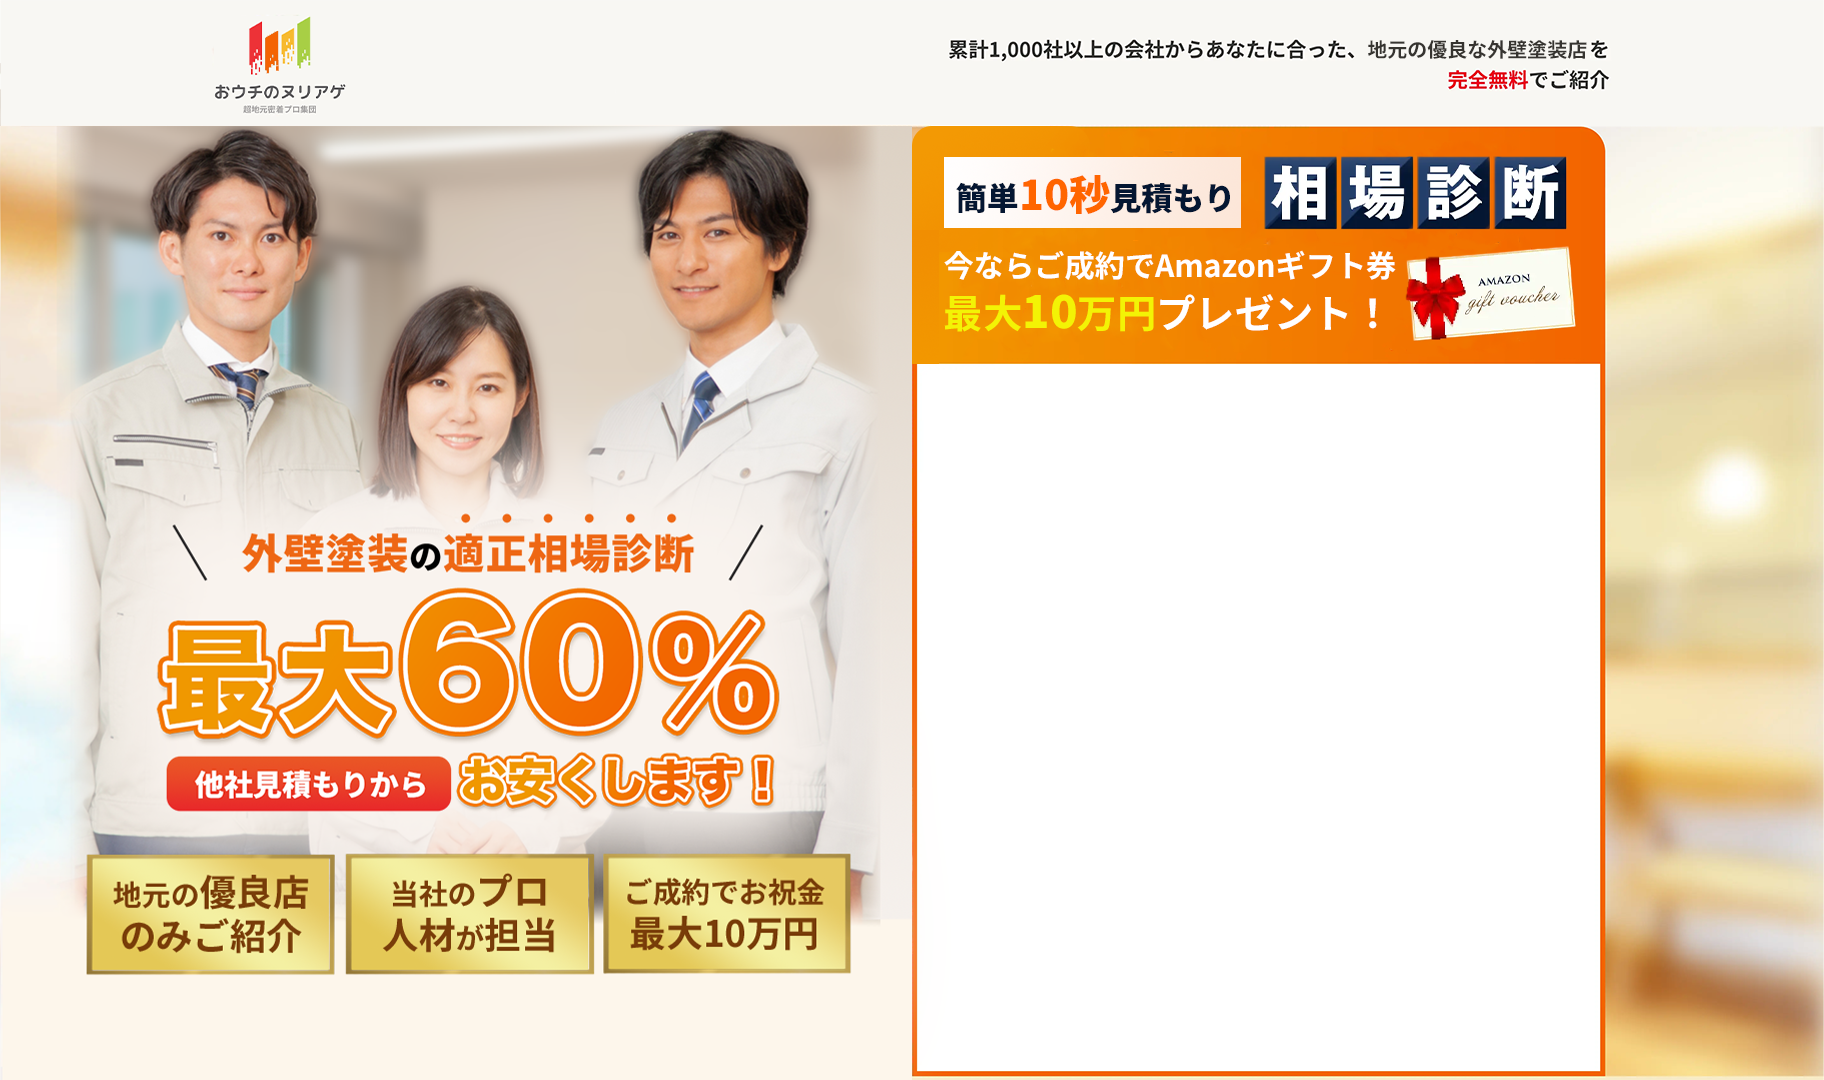 おウチのヌリアゲ
超地元密着プロ集団
累計1,000社以上の会社からあなたに合った、地元の優良な外壁塗装店を
完全無料でご紹介
外壁塗装の適正相場診断
最大60%
他社見積もりから お安くします!
地元の優良店
のみご紹介
当社のプロ
人材が担当
ご成約でお祝金
最大10万円
簡単10秒見積もり 相場診断
今ならご成約でAmazonギフト券
最大10万円プレゼント！
AMAZON
gift voucher